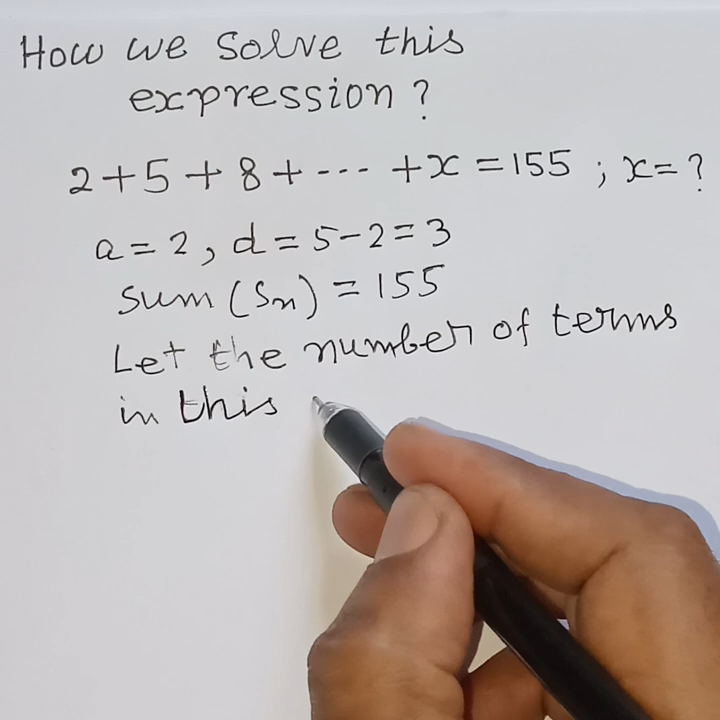 How we solve this
expression ?
2+5+8+--- +x=155 ; x=?
a=2, d=5-2=3
Sum (Sn) = 155
Let the number of terms
in this